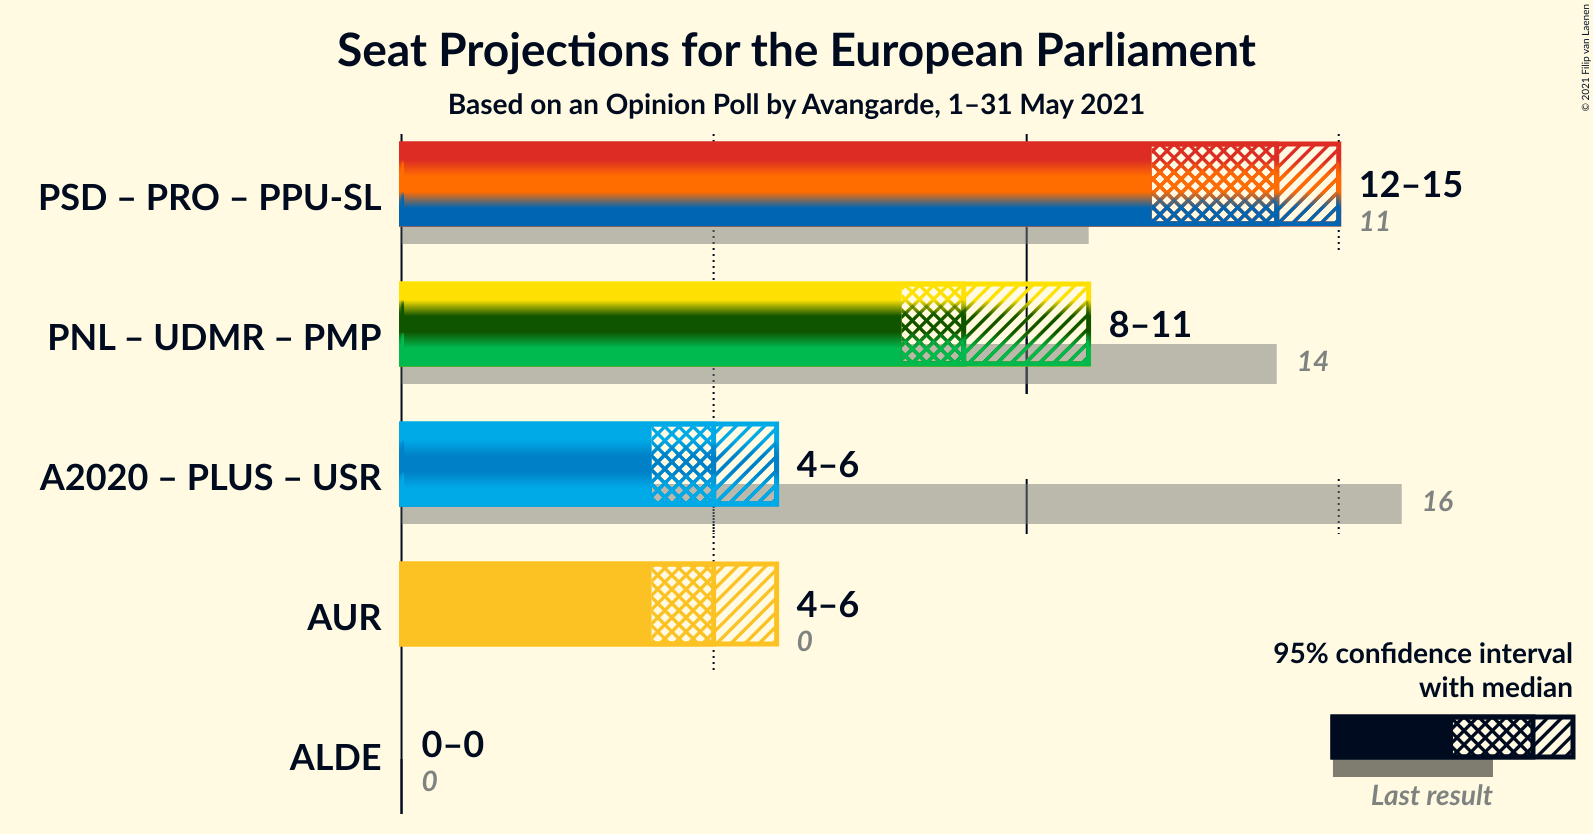 Seat Projections for the European Parliament
Based on an Opinion Poll by Avangarde, 1–31 May 2021
© 2021 Filip van Laenen
PSD – PRO – PPU-SL
12–15
11
PNL – UDMR – PMP
8–11
14
A2020 – PLUS – USR
4–6
16
AUR
4–6
0
ALDE
0–0
0
95% confidence interval
with median
Last result